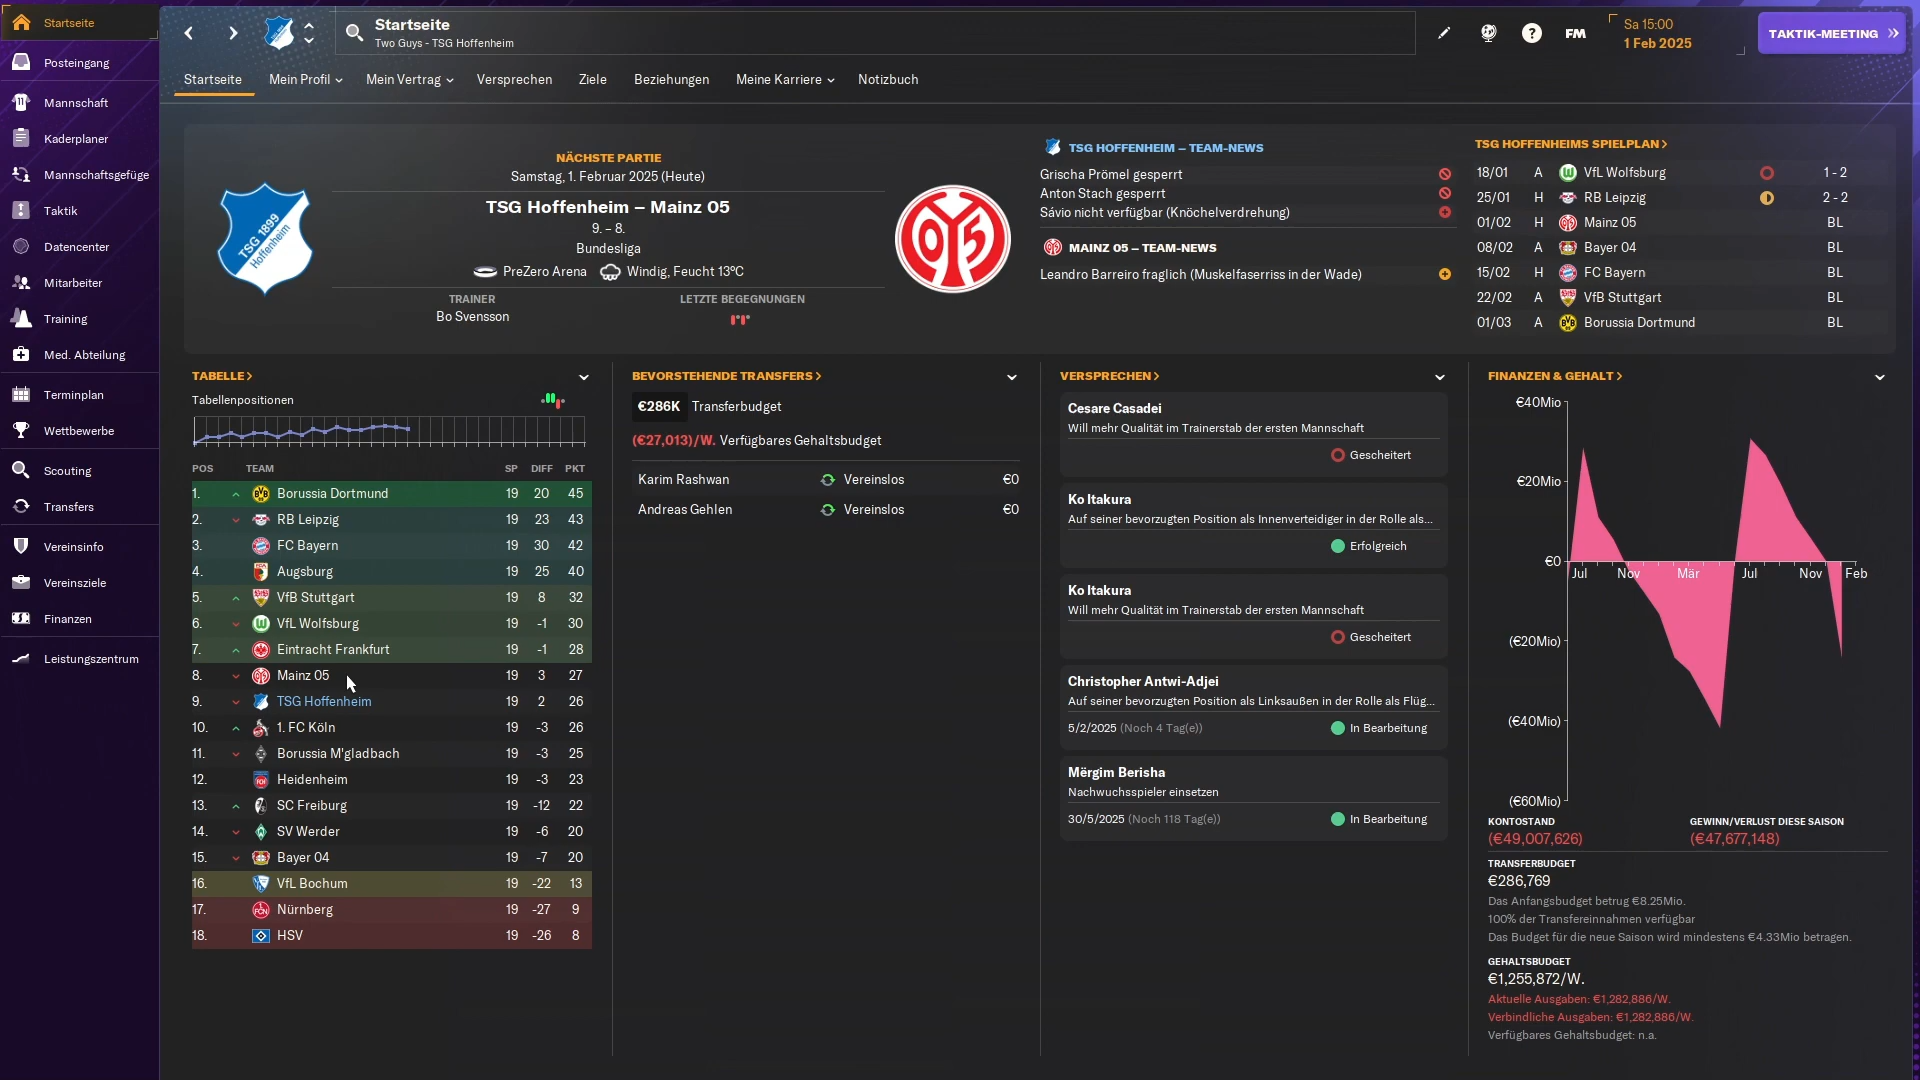 Startseite
Posteingang
Mannschaft
Kaderplaner
Mannschaftsgefüge
Taktik
Datencenter
Mitarbeiter
Training
Med. Abteilung
Terminplan
Wettbewerbe
Scouting
Transfers
Vereinsinfo
Vereinsziele
Finanzen
Leistungszentrum
Startseite
Two Guys - TSG Hoffenheim
FM
Sa 15:00
1 Feb 2025
TAKTIK-MEETING
Startseite Mein Profil Mein Vertrag Versprechen Ziele Beziehungen Meine Karriere Notizbuch
TSG 1899
Hoffenheim
NÄCHSTE PARTIE
Samstag, 1. Februar 2025 (Heute)
TSG Hoffenheim – Mainz 05
9. – 8.
Bundesliga
PreZero Arena Windig, Feucht 13ºC
TRAINER
Bo Svensson
LETZTE BEGEGNUNGEN
TSG HOFFENHEIM – TEAM-NEWS
Grischa Prömel gesperrt
Anton Stach gesperrt
Sávio nicht verfügbar (Knöchelverdrehung)
MAINZ 05 – TEAM-NEWS
Leandro Barreiro fraglich (Muskelfaserriss in der Wade)
TSG HOFFENHEIMS SPIELPLAN
18/01 A VfL Wolfsburg 1 - 2
25/01 H RB Leipzig 2 - 2
01/02 H Mainz 05 BL
08/02 A Bayer 04 BL
15/02 H FC Bayern BL
22/02 A VfB Stuttgart BL
01/03 A Borussia Dortmund BL
TABELLE
Tabellenpositionen
POS TEAM SP DIFF PKT
1. Borussia Dortmund 19 20 45
2. RB Leipzig 19 23 43
3. FC Bayern 19 30 42
4. Augsburg 19 25 40
5. VfB Stuttgart 19 8 32
6. VfL Wolfsburg 19 -1 30
7. Eintracht Frankfurt 19 -1 28
8. Mainz 05 19 3 27
9. TSG Hoffenheim 19 2 26
10. 1. FC Köln 19 -3 26
11. Borussia M'gladbach 19 -3 25
12. Heidenheim 19 -3 23
13. SC Freiburg 19 -12 22
14. SV Werder 19 -6 20
15. Bayer 04 19 -7 20
16. VfL Bochum 19 -22 13
17. Nürnberg 19 -27 9
18. HSV 19 -26 8
BEVORSTEHENDE TRANSFERS
€286K Transferbudget
(€27,013)/W. Verfügbares Gehaltsbudget
Karim Rashwan Vereinslos €0
Andreas Gehlen Vereinslos €0
VERSPRECHEN
Cesare Casadei
Will mehr Qualität im Trainerstab der ersten Mannschaft
Gescheitert
Ko Itakura
Auf seiner bevorzugten Position als Innenverteidiger in der Rolle als...
Erfolgreich
Ko Itakura
Will mehr Qualität im Trainerstab der ersten Mannschaft
Gescheitert
Christopher Antwi-Adjei
Auf seiner bevorzugten Position als Linksaußen in der Rolle als Flüg...
5/2/2025 (Noch 4 Tag(e)) In Bearbeitung
Mërgim Berisha
Nachwuchsspieler einsetzen
30/5/2025 (Noch 118 Tag(e)) In Bearbeitung
FINANZEN & GEHALT
€40Mio
€20Mio
€0
Jul Nov Mär Jul Nov Feb
(€20Mio)
(€40Mio)
(€60Mio)
KONTOSTAND
(€49,007,626)
GEWINN/VERLUST DIESE SAISON
(€47,677,148)
TRANSFERBUDGET
€286,769
Das Anfangsbudget betrug €8.25Mio.
100% der Transfereinnahmen verfügbar
Das Budget für die neue Saison wird mindestens €4.33Mio betragen.
GEHALTSBUDGET
€1,255,872/W.
Aktuelle Ausgaben: €1,282,886/W.
Verbindliche Ausgaben: €1,282,886/W.
Verfügbares Gehaltsbudget: n.a.